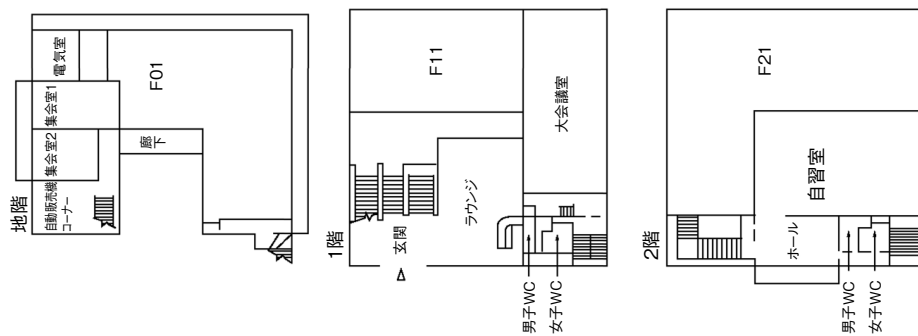 地階
自動販売機
コーナー
集会室2
集会室1
電気室
廊下
F01
1階
玄関
ラウンジ
F11
大会議室
男子WC
女子WC
2階
ホール
自習室
F21
男子WC
女子WC